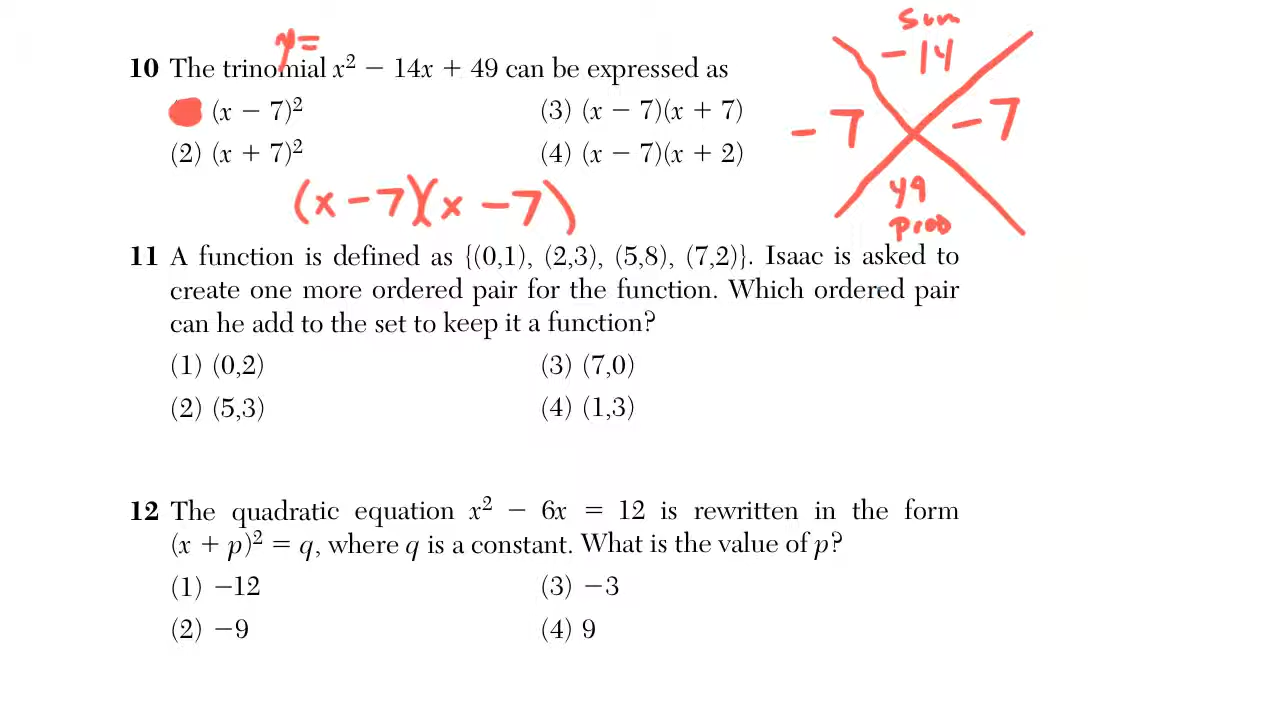 y=
10 The trinomial x² − 14x + 49 can be expressed as
(x − 7)² (3) (x − 7)(x + 7)
(2) (x + 7)² (4) (x − 7)(x + 2)
(x − 7)(x − 7)
Sum
−14
−7 −7
49
prod
11 A function is defined as {(0,1), (2,3), (5,8), (7,2)}. Isaac is asked to
create one more ordered pair for the function. Which ordered pair
can he add to the set to keep it a function?
(1) (0,2) (3) (7,0)
(2) (5,3) (4) (1,3)
12 The quadratic equation x² − 6x = 12 is rewritten in the form
(x + p)² = q, where q is a constant. What is the value of p?
(1) −12 (3) −3
(2) −9 (4) 9